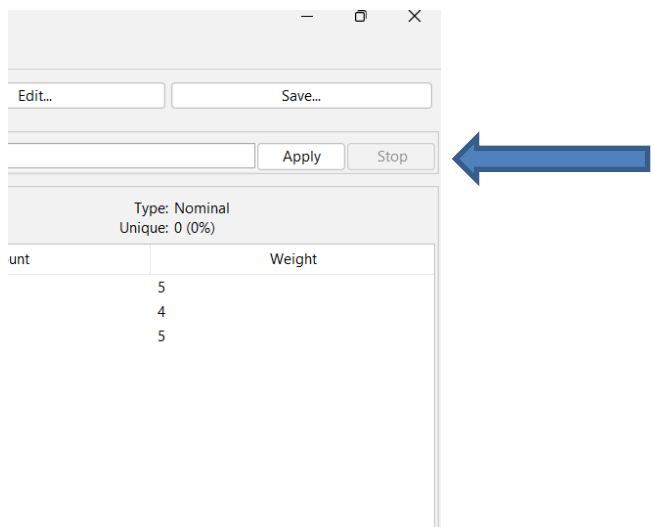 Edit... Save...
Apply Stop
Type: Nominal
Unique: 0 (0%)
unt Weight
5
4
5